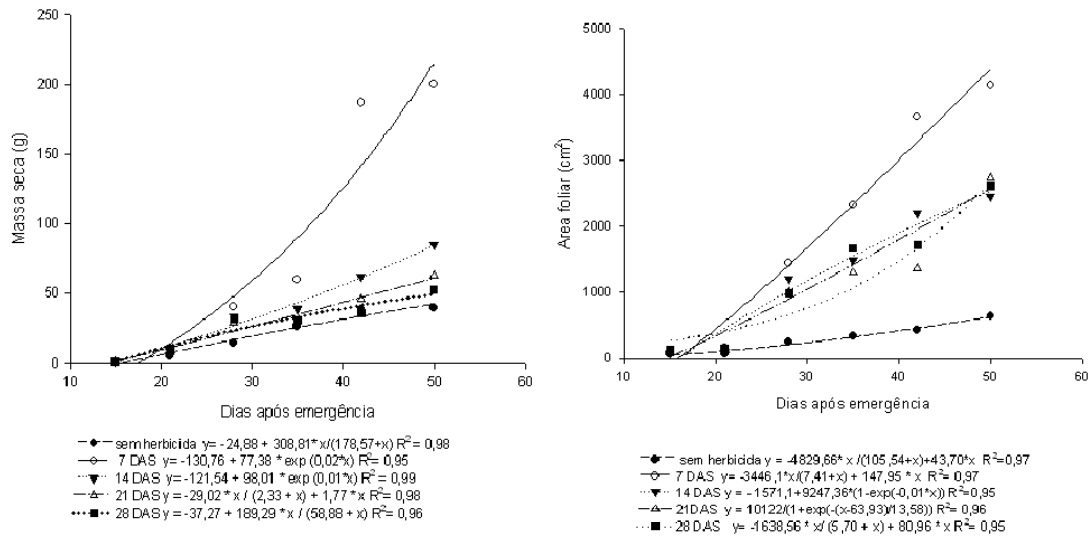 250
200
150
100
50
0
10 20 30 40 50 60
Massa seca (g)
Dias após emergência
sem herbicida y= -24,88 + 308,81* x/(178,57+x) R²= 0,98
7 DAS y= -130,76 + 77,38 * exp (0,02*x) R²= 0,95
14 DAS y= -121,54 + 98,01 * exp (0,01*x) R²= 0,99
21 DAS y= -29,02 * x / (2,33 + x) + 1,77 * x R²= 0,98
28 DAS y= -37,27 + 189,29 * x / (58,88 + x) R²= 0,96
5000
4000
3000
2000
1000
0
10 20 30 40 50 60
Area foliar (cm²)
Dias após emergência
sem herbicida y = -4829,66* x /(105,54+x)+43,70* x R²=0,97
7 DAS y= -3446,1*x/(7,41+x) + 147,95 * x R²= 0,97
14 DAS y= -1571,1+9247,36*(1-exp(-0,01*x)) R²= 0,95
21DAS y= 10122/(1+exp(-(x-63,93)/13,58)) R²= 0,96
28 DAS y= -1638,56* x/ (5,70 + x) + 80,96 * x R²= 0,95